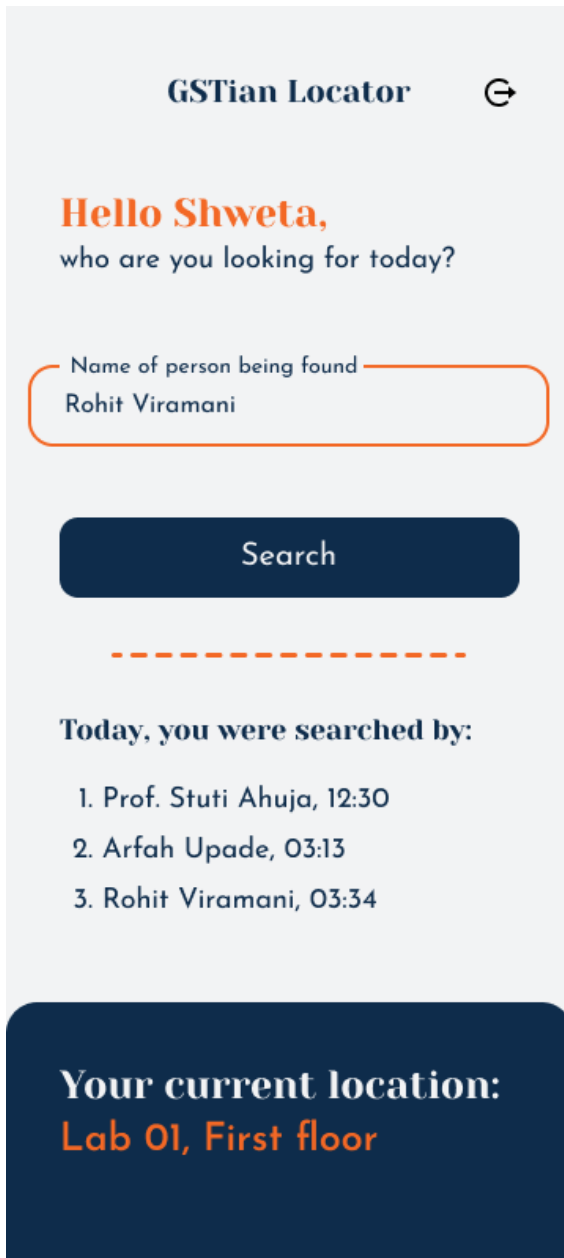 GSTian Locator
Hello Shweta,
who are you looking for today?
Name of person being found
Rohit Viramani
Search
Today, you were searched by:
1. Prof. Stuti Ahuja, 12:30
2. Arfah Upade, 03:13
3. Rohit Viramani, 03:34
Your current location:
Lab 01, First floor